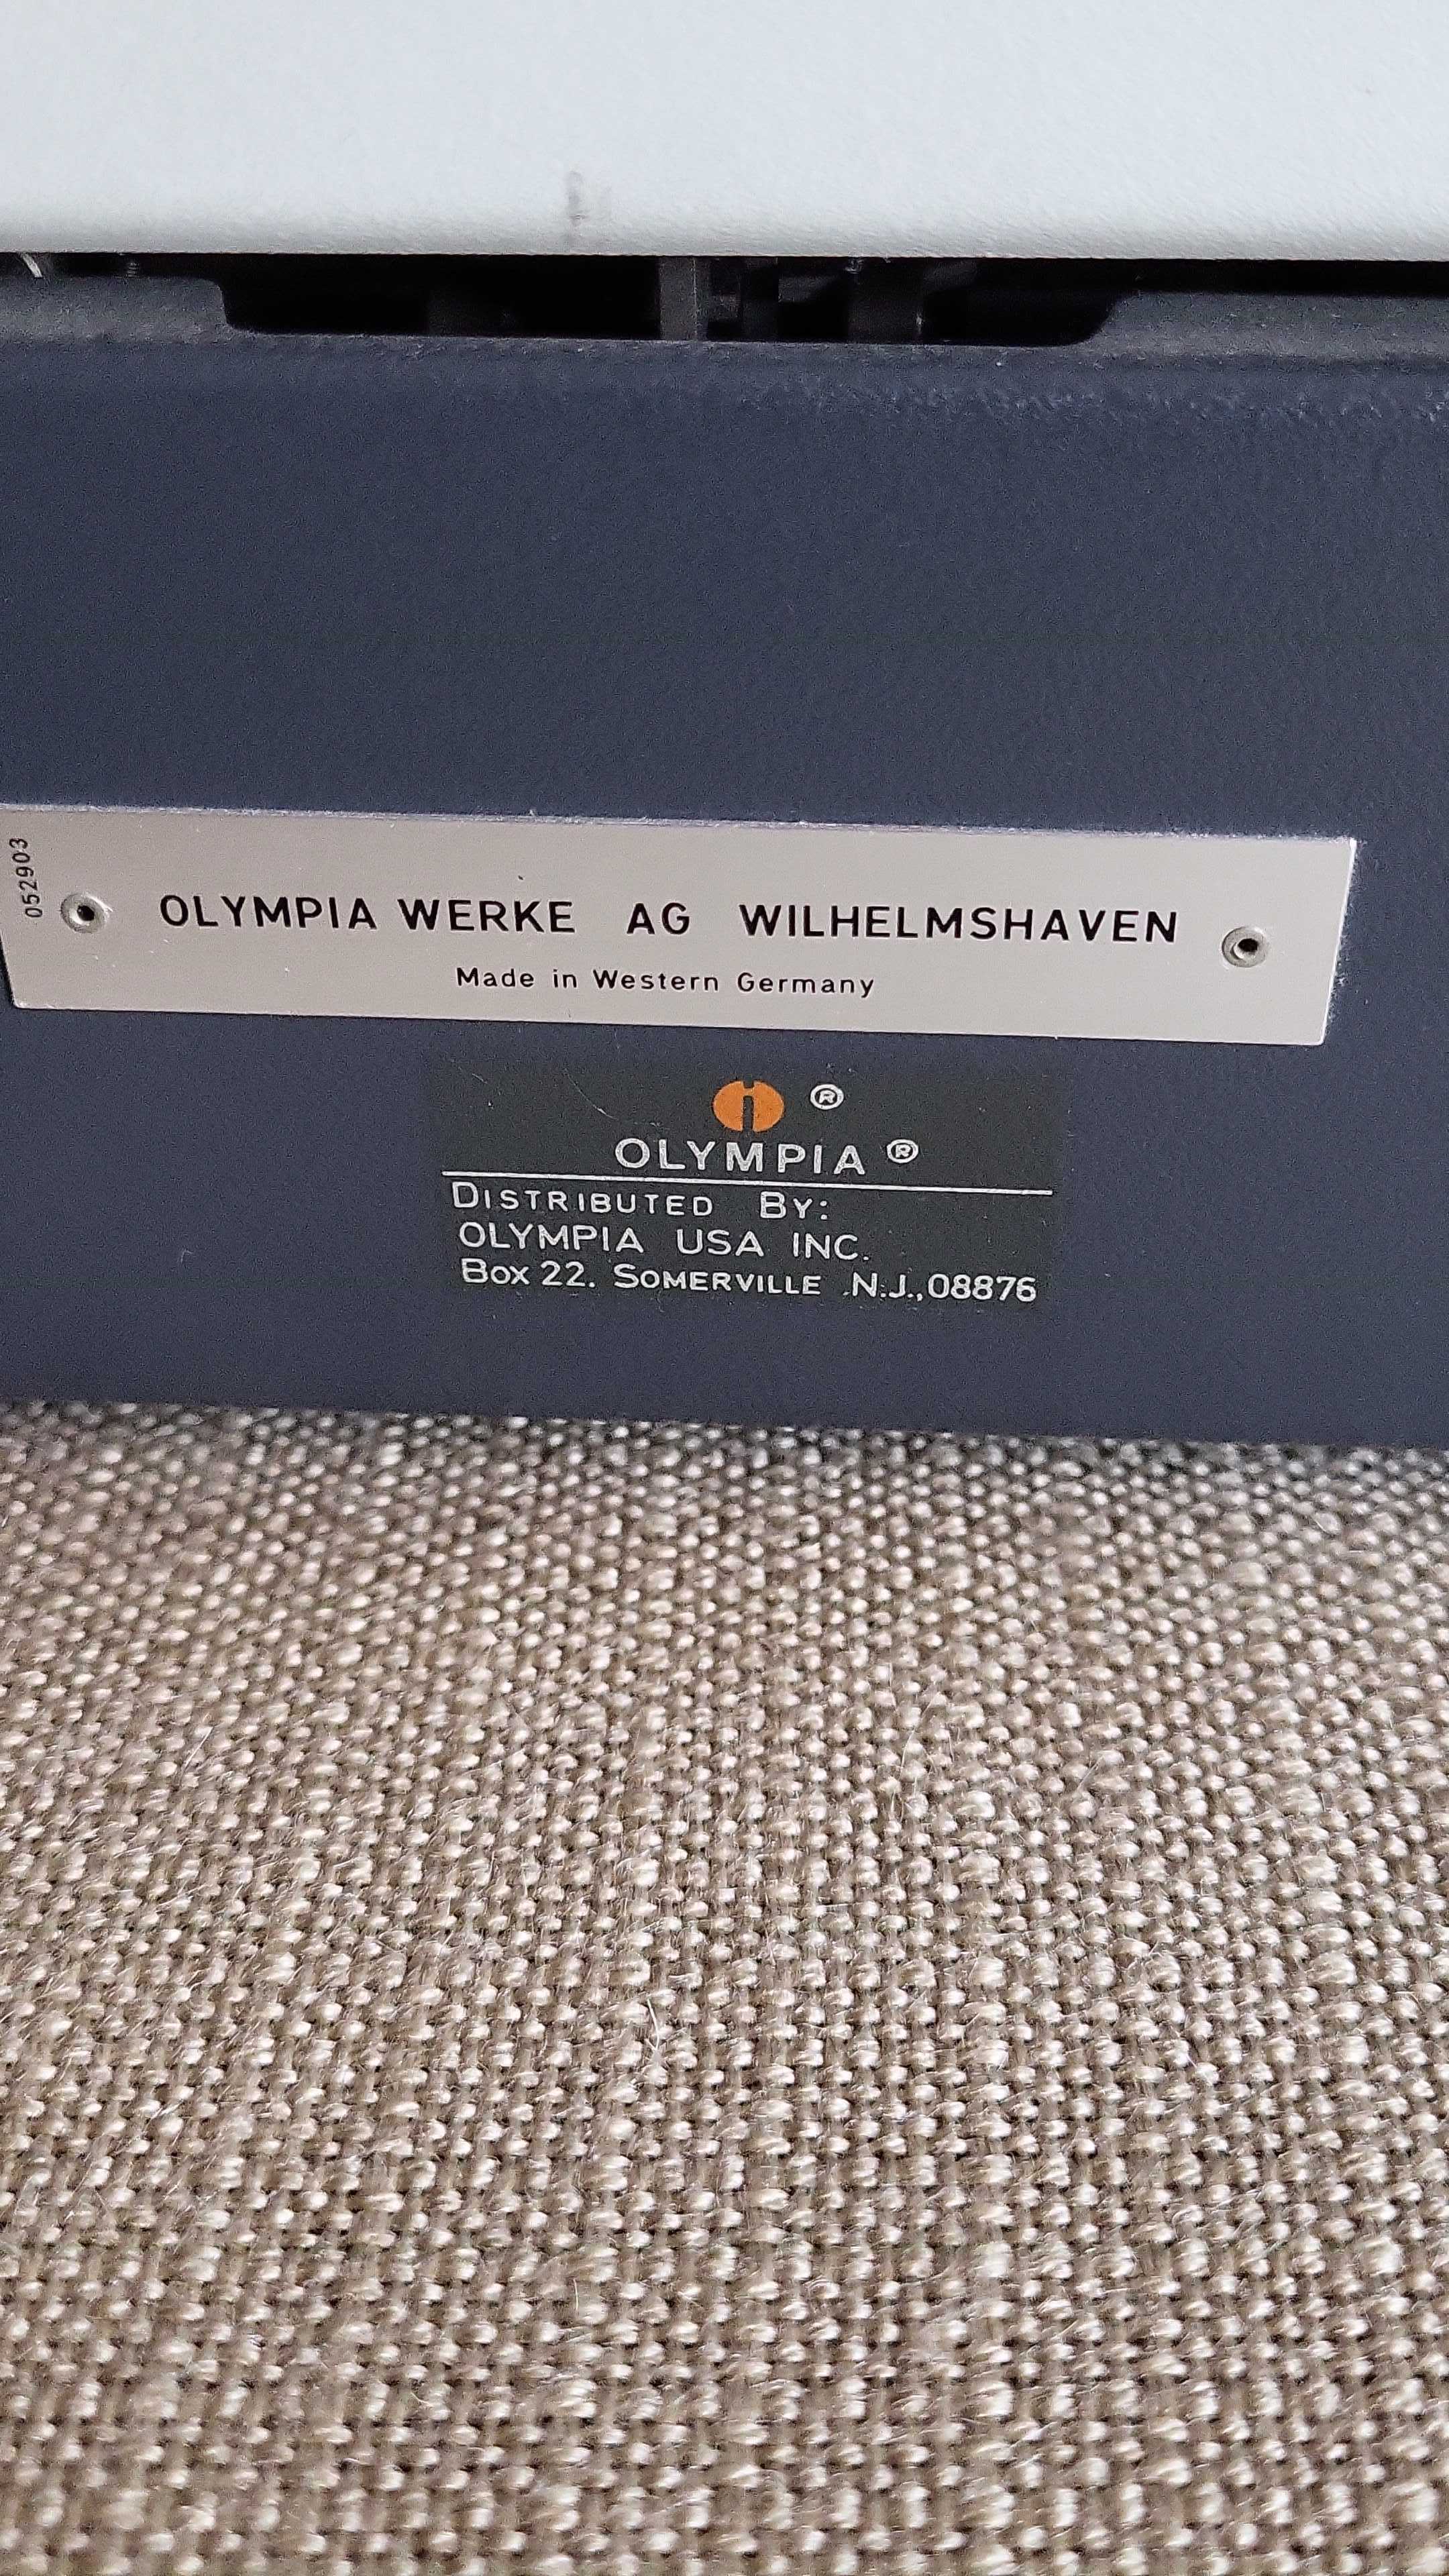 052903
OLYMPIA WERKE AG WILHELMSHAVEN
Made in Western Germany
®
OLYMPIA ®
DISTRIBUTED BY:
OLYMPIA USA INC.
BOX 22. SOMERVILLE .N.J.,08876